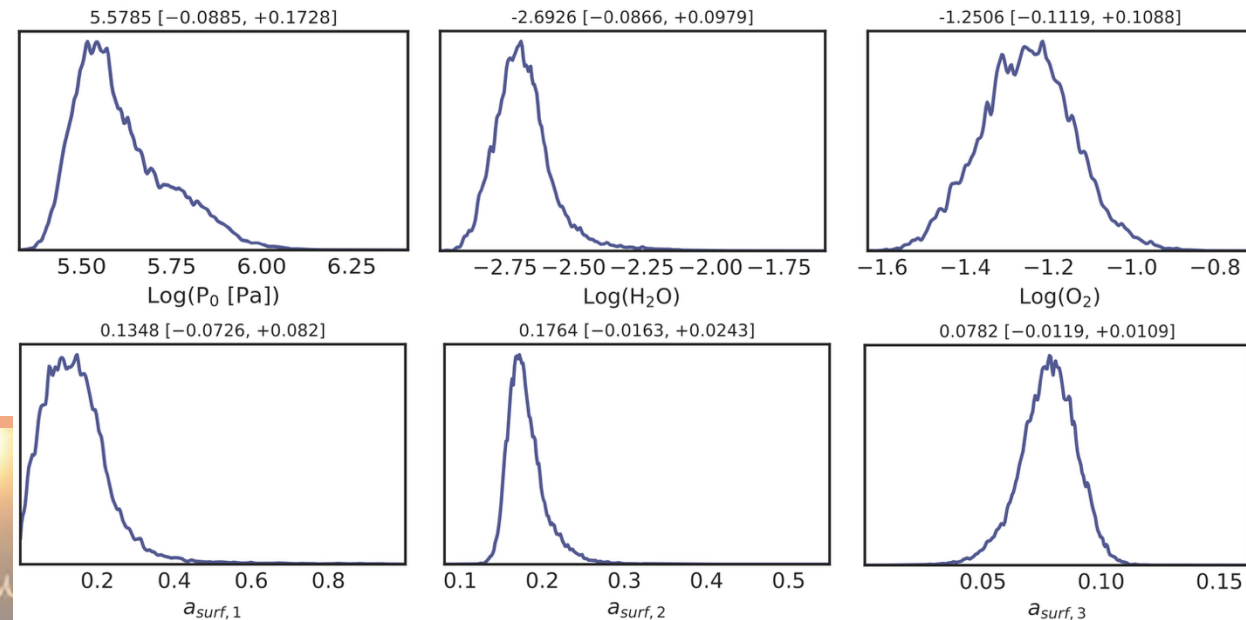 5.5785 [−0.0885, +0.1728]
-2.6926 [−0.0866, +0.0979]
-1.2506 [−0.1119, +0.1088]
5.50 5.75 6.00 6.25
−2.75 −2.50 −2.25 −2.00 −1.75
−1.6 −1.4 −1.2 −1.0 −0.8
Log(P₀ [Pa])
Log(H₂O)
Log(O₂)
0.1348 [−0.0726, +0.082]
0.1764 [−0.0163, +0.0243]
0.0782 [−0.0119, +0.0109]
0.2 0.4 0.6 0.8
0.1 0.2 0.3 0.4 0.5
0.05 0.10 0.15
a_surf,1
a_surf,2
a_surf,3